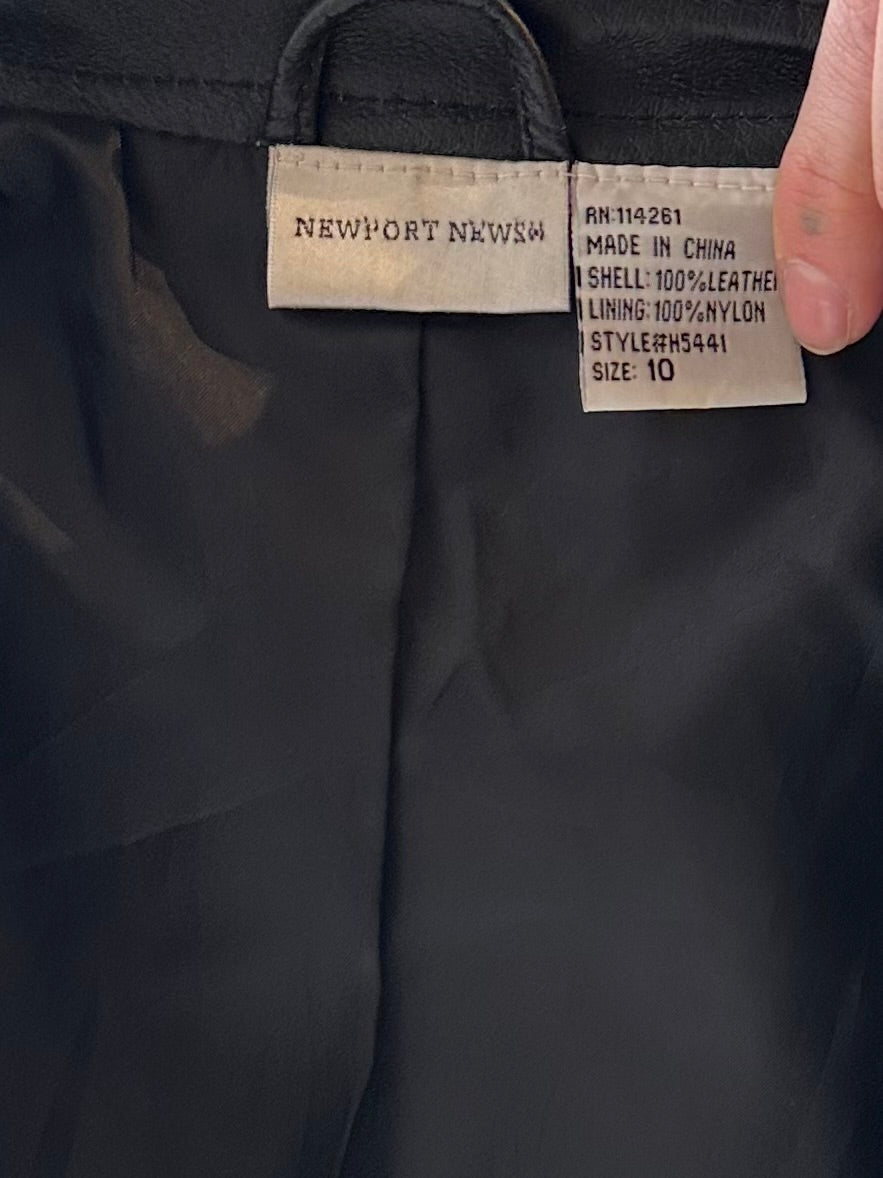 NEWPORT NEWS®
RN:114261
MADE IN CHINA
SHELL:100%LEATHER
LINING:100%NYLON
STYLE#H5441
SIZE: 10